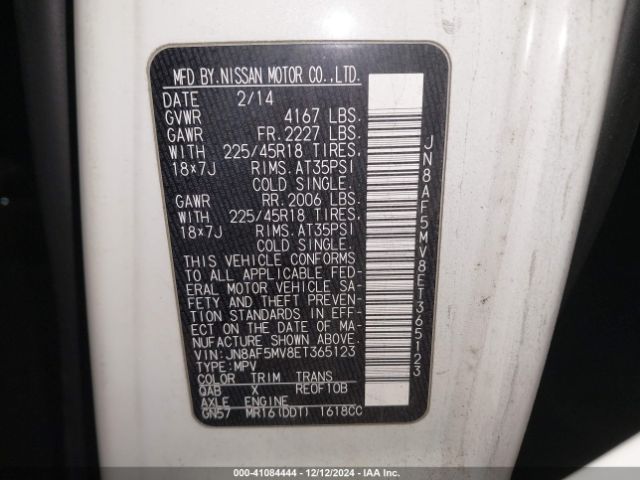 MFD BY.NISSAN MOTOR CO.,LTD.
DATE 2/14
GVWR 4167 LBS.
GAWR FR. 2227 LBS.
WITH 225/45R18 TIRES.
18×7J RIMS. AT35PSI
COLD SINGLE.
GAWR RR. 2006 LBS.
WITH 225/45R18 TIRES.
18×7J RIMS. AT35PSI
COLD SINGLE.
THIS VEHICLE CONFORMS
TO ALL APPLICABLE FED-
ERAL MOTOR VEHICLE SA-
FETY AND THEFT PREVEN-
TION STANDARDS IN EFF-
ECT ON THE DATE OF MA-
NUFACTURE SHOWN ABOVE.
VIN:JN8AF5MV8ET365123
TYPE:MPV
COLOR TRIM TRANS
QAB X RE0F10B
AXLE ENGINE
GN57 MR16(DDT) 1618CC
JN8AF5MV8ET365123
000-41084444 / 12/12/2024 - IAA Inc.